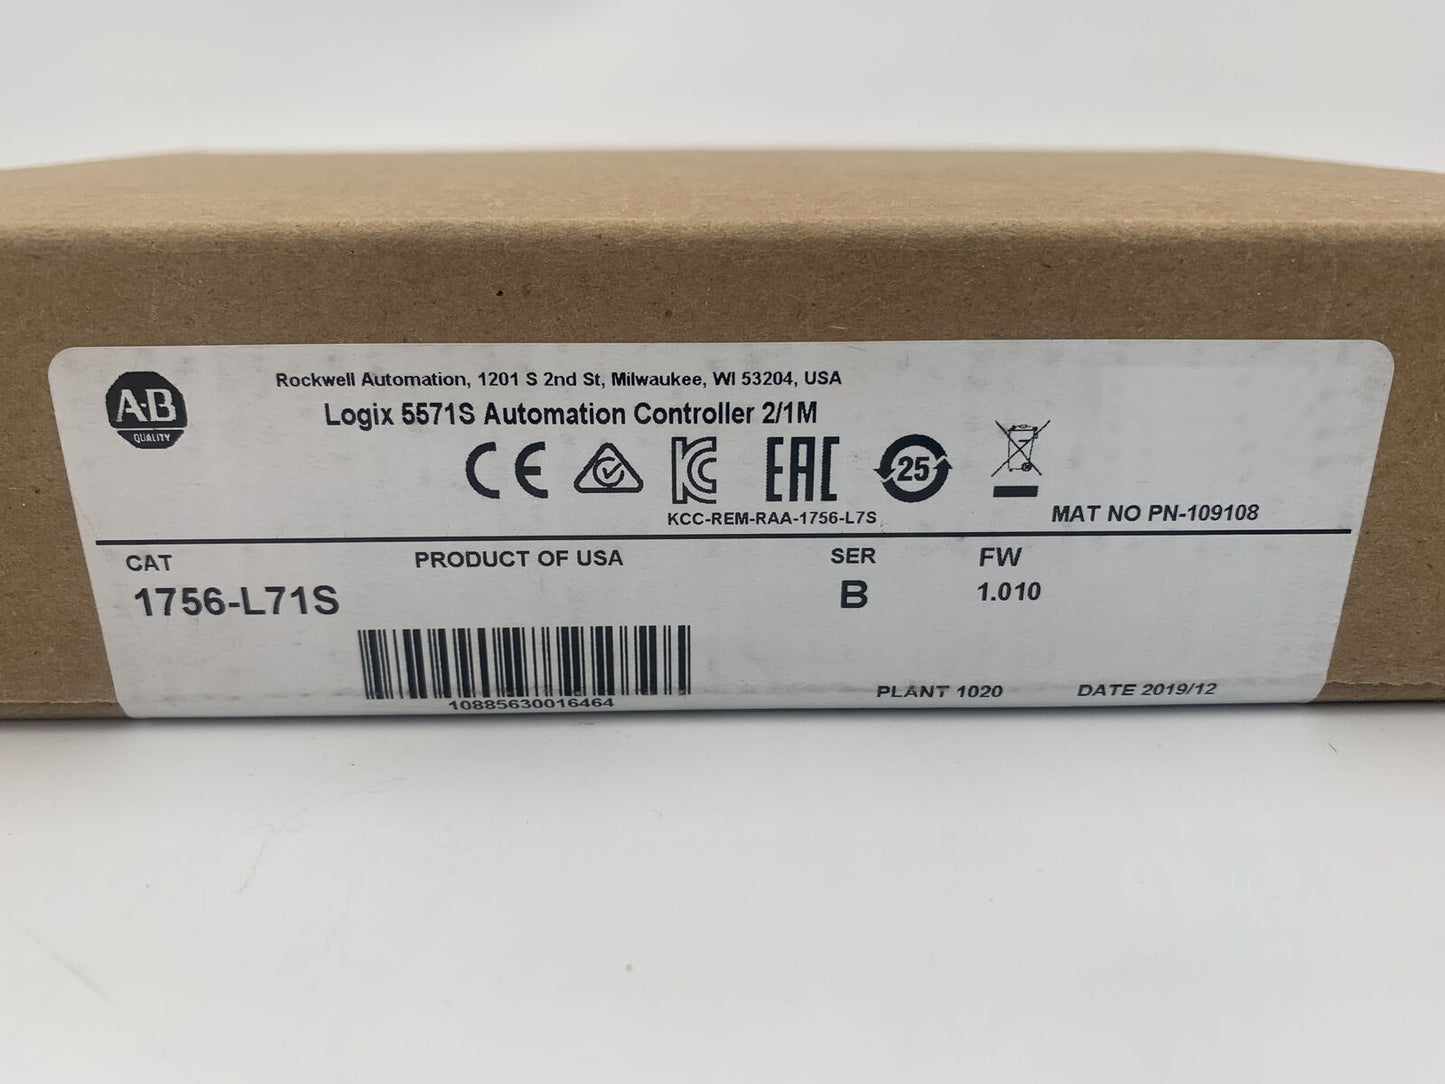 A·B
QUALITY
Rockwell Automation, 1201 S 2nd St, Milwaukee, WI 53204, USA
Logix 5571S Automation Controller 2/1M
CE
KC
EAC
25
KCC-REM-RAA-1756-L7S
MAT NO PN-109108
CAT
PRODUCT OF USA
SER
FW
1756-L71S
B
1.010
10885630016464
PLANT 1020
DATE 2019/12